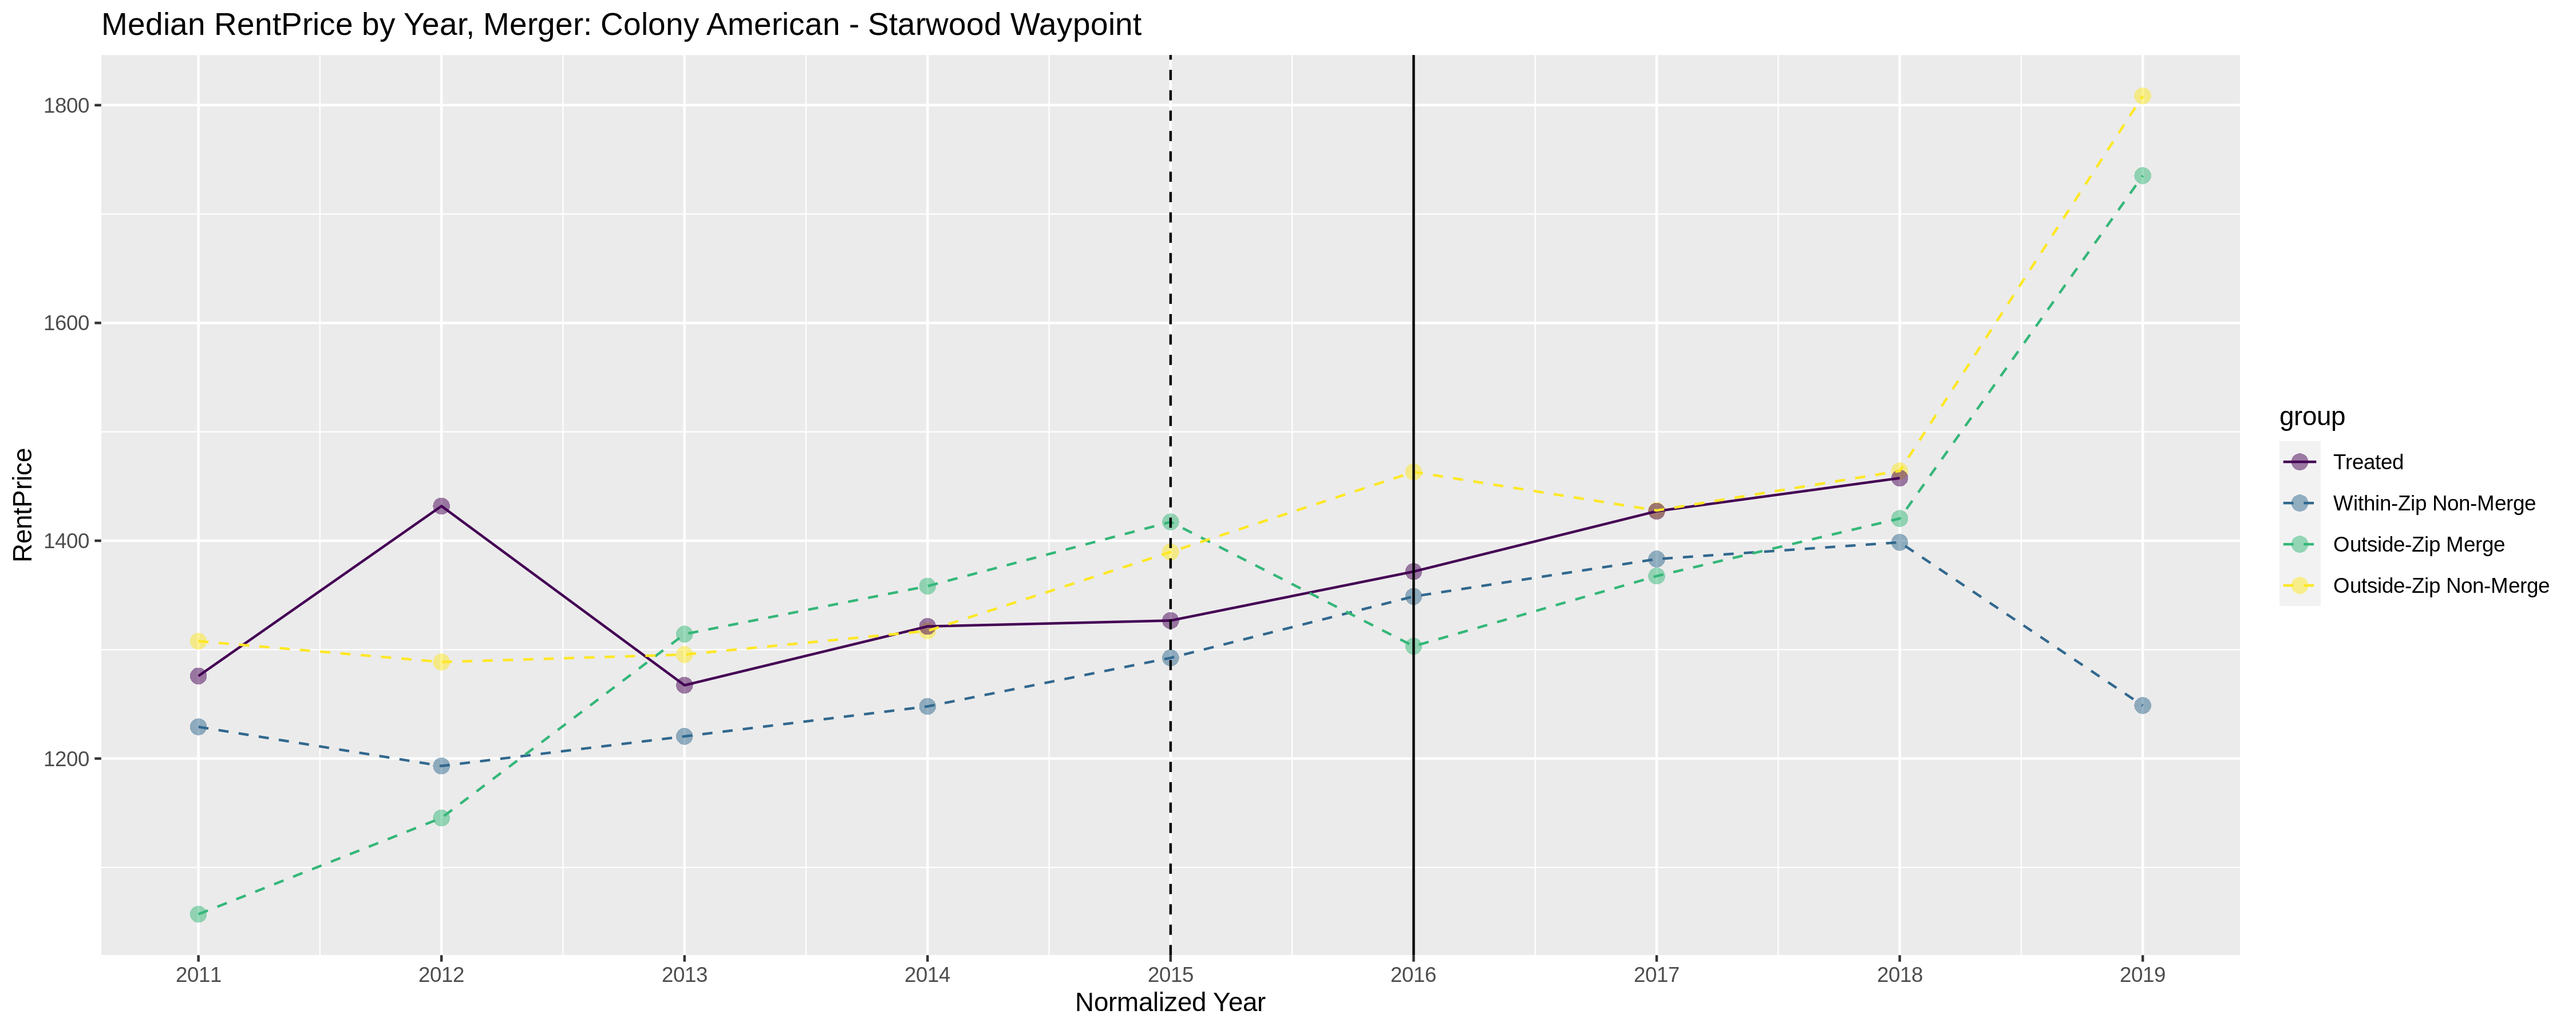 Median RentPrice by Year, Merger: Colony American - Starwood Waypoint
RentPrice
1800
1600
1400
1200
2011 2012 2013 2014 2015 2016 2017 2018 2019
Normalized Year
group
Treated
Within-Zip Non-Merge
Outside-Zip Merge
Outside-Zip Non-Merge